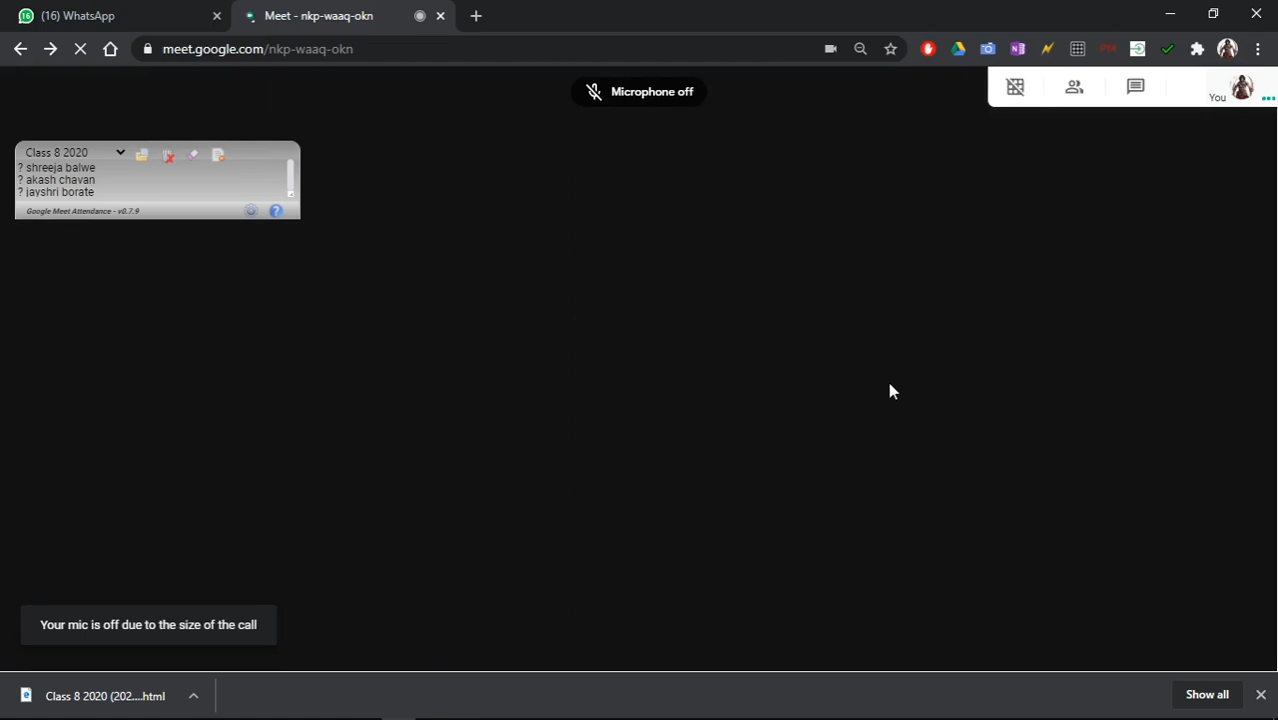 16
(16) WhatsApp
Meet - nkp-waaq-okn
meet.google.com/nkp-waaq-okn
PM
Microphone off
You
Class 8 2020
? shreeja balwe
? akash chavan
? jayshri borate
Google Meet Attendance - v0.7.9
?
Your mic is off due to the size of the call
Class 8 2020 (202....html
Show all